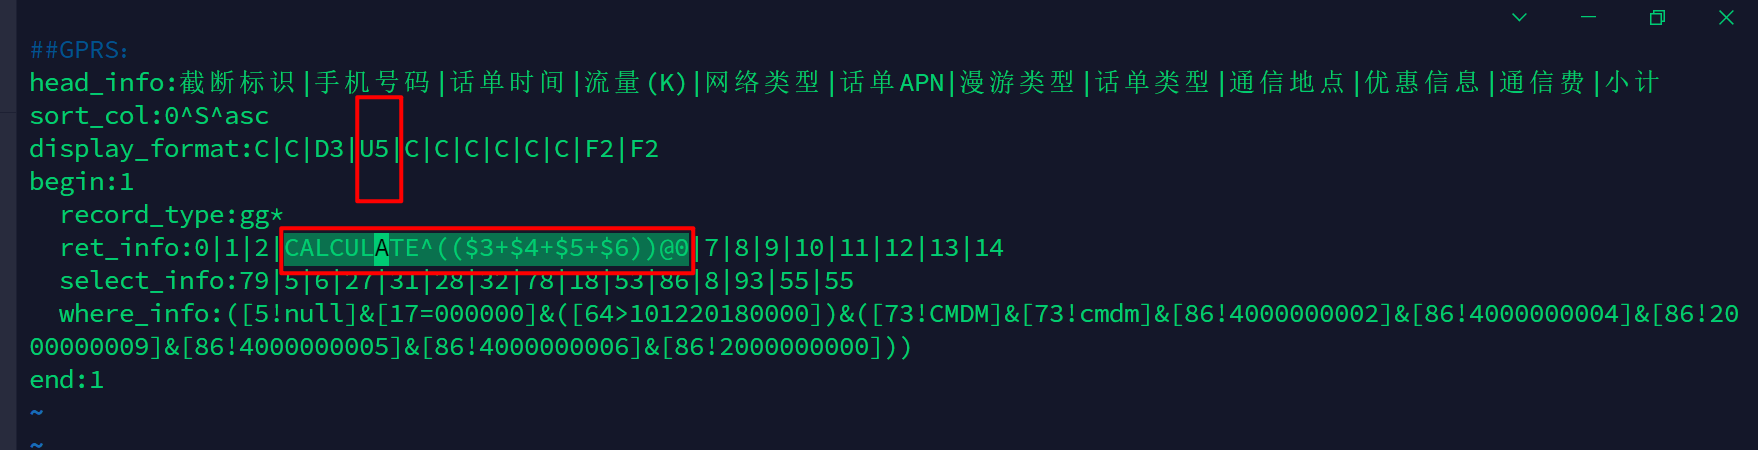 ##GPRS:
head_info:截断标识|手机号码|话单时间|流量(K)|网络类型|话单APN|漫游类型|话单类型|通信地点|优惠信息|通信费|小计
sort_col:0^S^asc
display_format:C|C|D3|U5|C|C|C|C|C|C|F2|F2
begin:1
  record_type:gg*
  ret_info:0|1|2|CALCULATE^(($3+$4+$5+$6))@0|7|8|9|10|11|12|13|14
  select_info:79|5|6|27|31|28|32|78|18|53|86|8|93|55|55
  where_info:([5!null]&[17=000000]&([64>101220180000])&([73!CMDM]&[73!cmdm]&[86!4000000002]&[86!4000000004]&[86!20
00000009]&[86!4000000005]&[86!4000000006]&[86!2000000000]))
end:1
~
~